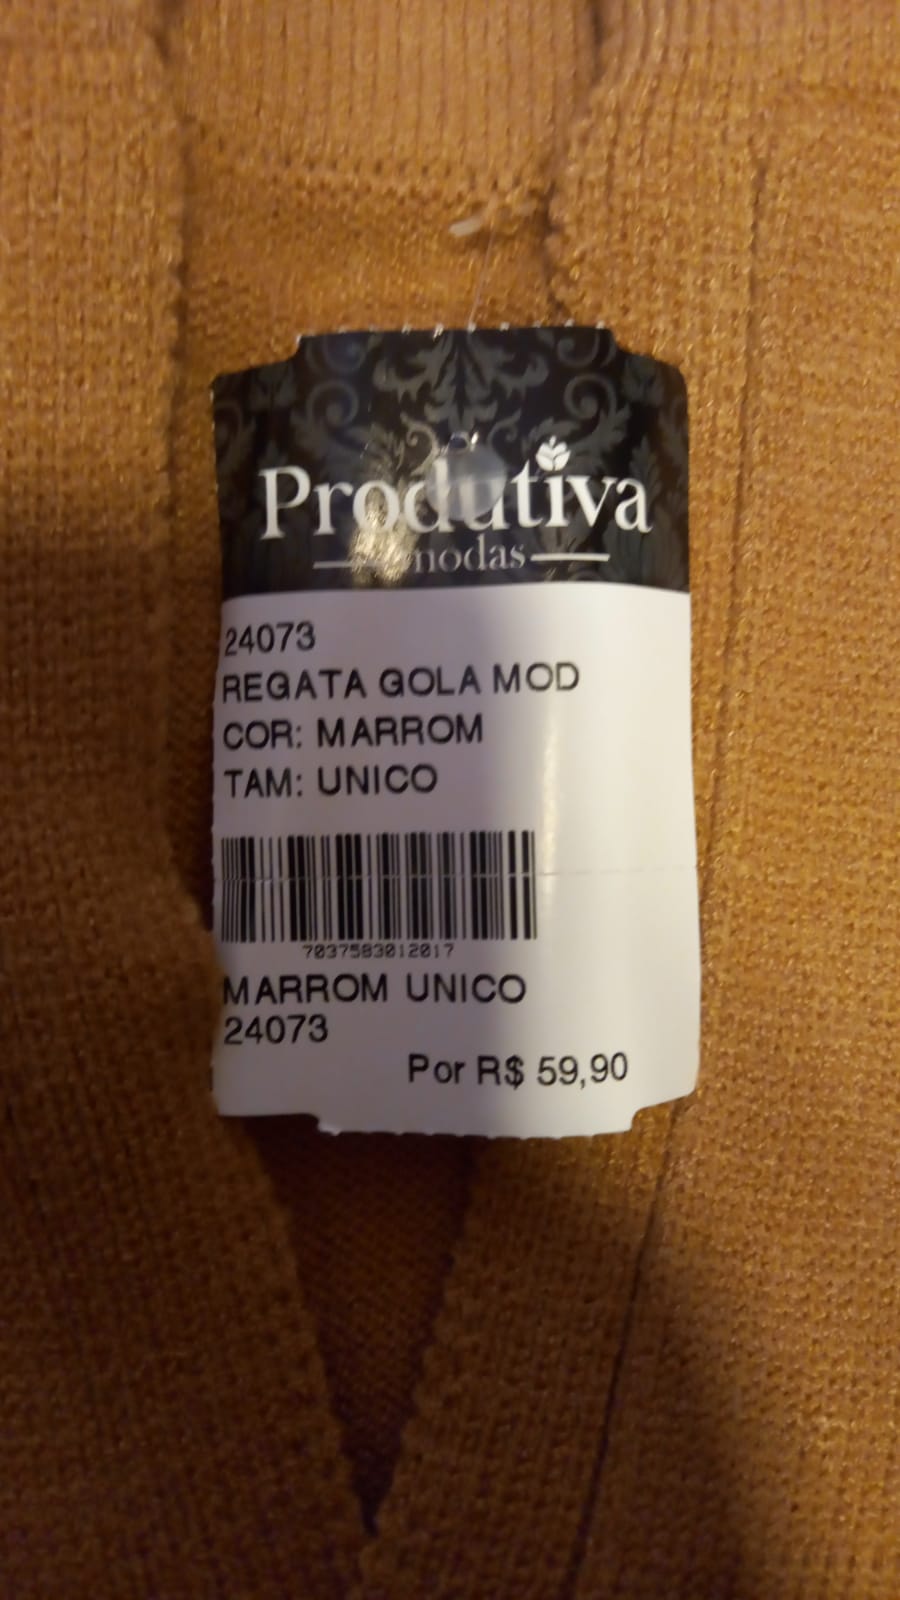 Produtiva
modas
24073
REGATA GOLA MOD
COR: MARROM
TAM: UNICO
7037583012017
MARROM UNICO
24073
Por R$ 59,90